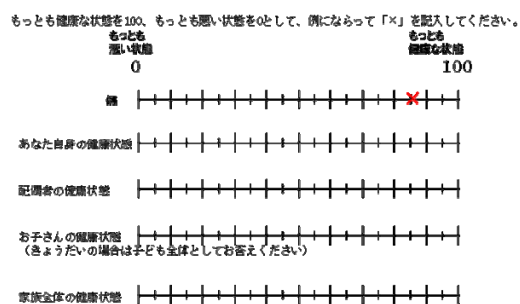 もっとも健康な状態を100、もっとも悪い状態を0として、例にならって「×」を記入してください。
もっとも
悪い状態
もっとも
健康な状態
0
100
例
あなた自身の健康状態
配偶者の健康状態
お子さんの健康状態
（きょうだいの場合は子ども全体としてお答えください）
家族全体の健康状態